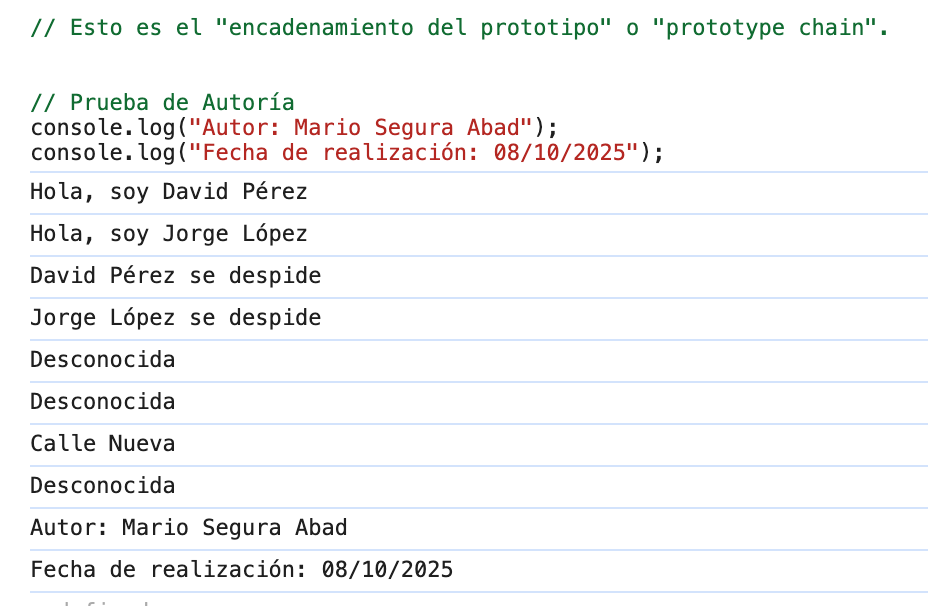 // Esto es el "encadenamiento del prototipo" o "prototype chain".
// Prueba de Autoría
console.log("Autor: Mario Segura Abad");
console.log("Fecha de realización: 08/10/2025");
Hola, soy David Pérez
Hola, soy Jorge López
David Pérez se despide
Jorge López se despide
Desconocida
Desconocida
Calle Nueva
Desconocida
Autor: Mario Segura Abad
Fecha de realización: 08/10/2025